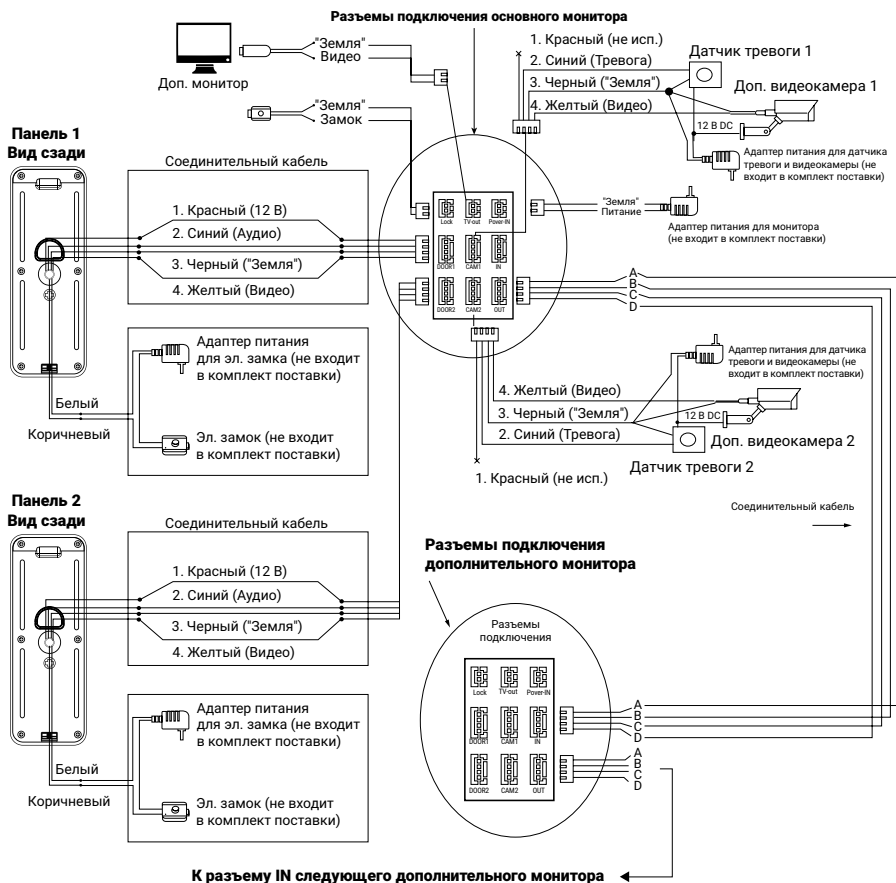 Разъемы подключения основного монитора
"Земля"
Видео
Доп. монитор
"Земля"
Замок
1. Красный (не исп.)
2. Синий (Тревога)
3. Черный ("Земля")
4. Желтый (Видео)
Датчик тревоги 1
Доп. видеокамера 1
12 В DC
Адаптер питания для датчика
тревоги и видеокамеры (не
входит в комплект поставки)
"Земля"
Питание
Адаптер питания для монитора
(не входит в комплект поставки)
Панель 1
Вид сзади
Соединительный кабель
1. Красный (12 В)
2. Синий (Аудио)
3. Черный ("Земля")
4. Желтый (Видео)
Lock
TV-out
Pover-IN
DOOR1
CAM1
IN
DOOR2
CAM2
OUT
A
B
C
D
Адаптер питания
для эл. замка (не входит
в комплект поставки)
Белый
Коричневый
Эл. замок (не входит
в комплект поставки)
Адаптер питания для датчика
тревоги и видеокамеры (не
входит в комплект поставки)
4. Желтый (Видео)
3. Черный ("Земля")
2. Синий (Тревога)
1. Красный (не исп.)
12 В DC
Доп. видеокамера 2
Датчик тревоги 2
Соединительный кабель
Панель 2
Вид сзади
Соединительный кабель
1. Красный (12 В)
2. Синий (Аудио)
3. Черный ("Земля")
4. Желтый (Видео)
Разъемы подключения
дополнительного монитора
Разъемы
подключения
Lock
TV-out
Pover-IN
DOOR1
CAM1
IN
DOOR2
CAM2
OUT
A
B
C
D
A
B
C
D
Адаптер питания
для эл. замка (не входит
в комплект поставки)
Белый
Коричневый
Эл. замок (не входит
в комплект поставки)
К разъему IN следующего дополнительного монитора